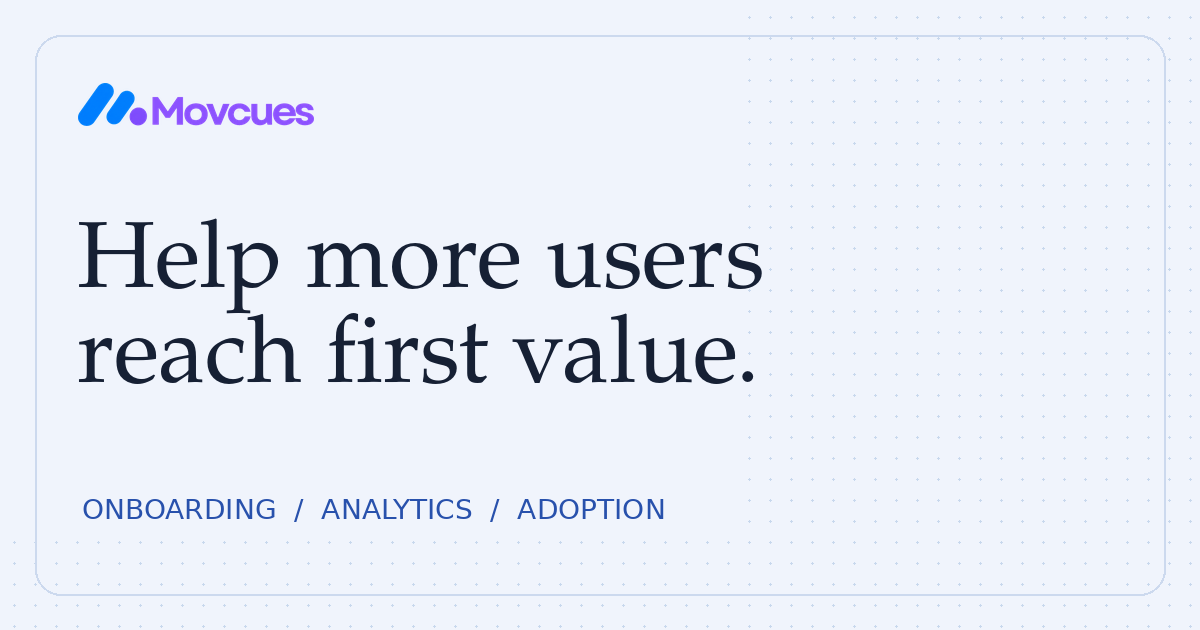 Movcues
Help more users
reach first value.
ONBOARDING / ANALYTICS / ADOPTION